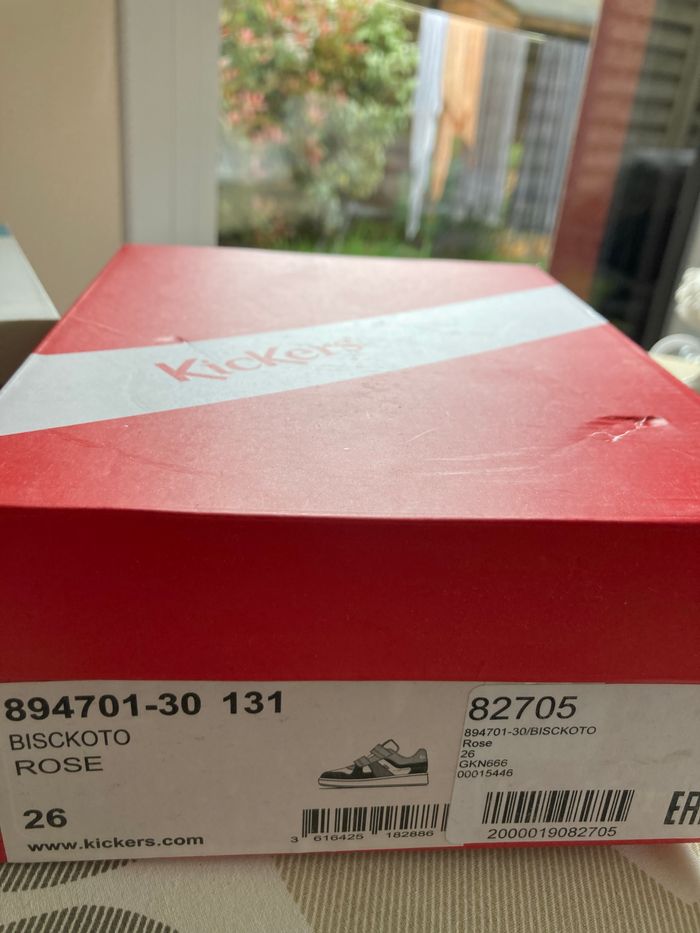 Kickers
894701-30 131
BISCKOTO
ROSE
26
www.kickers.com
3 616425 182886
82705
894701-30/BISCKOTO
Rose
26
GKN666
00015446
2000019082705